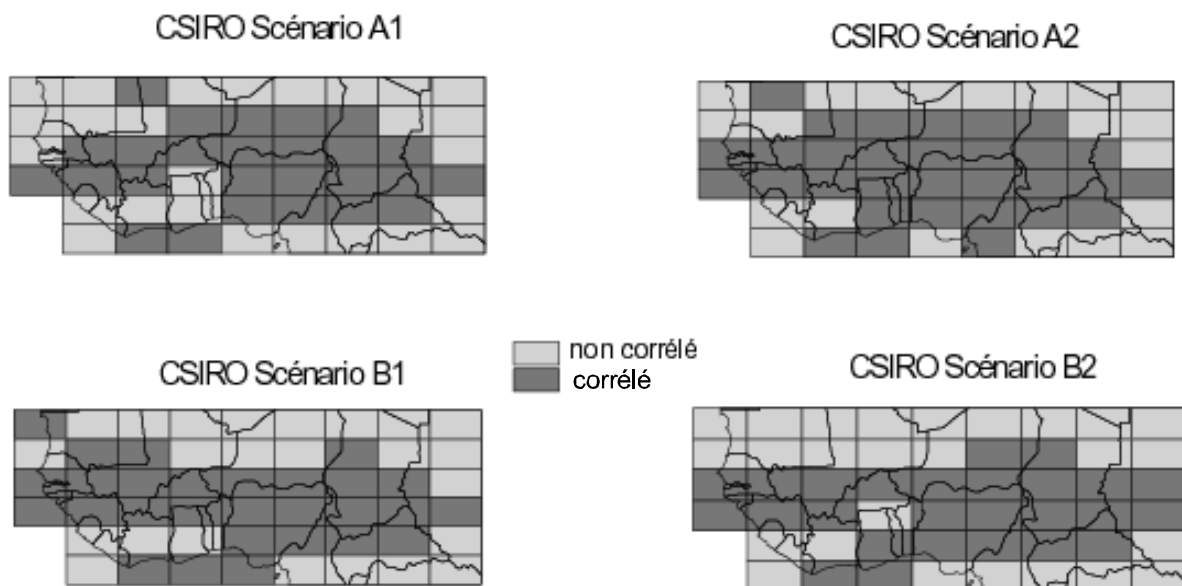 CSIRO Scénario A1
CSIRO Scénario A2
non corrélé
corrélé
CSIRO Scénario B1
CSIRO Scénario B2